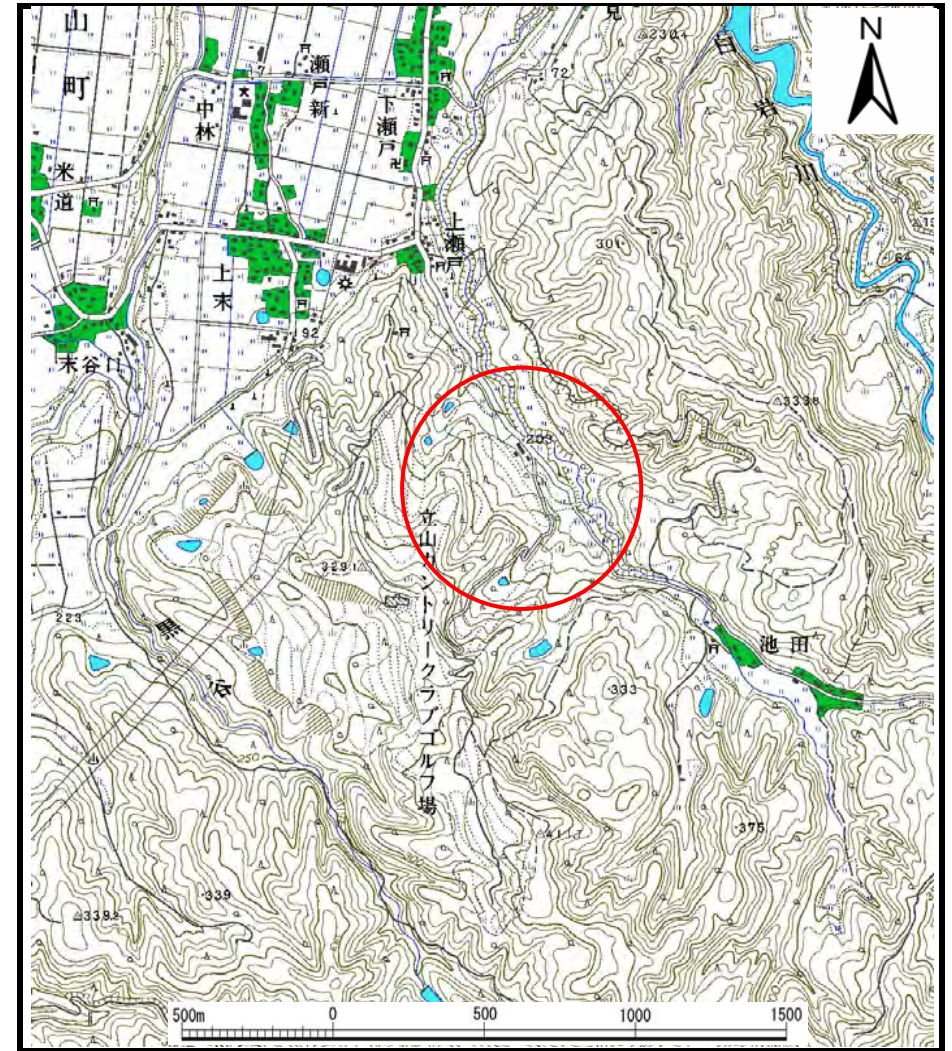 山町
見
△230.4
白岩川
N
瀬戸新
下瀬戸
72
中林
米道
上瀬戸
301
64
上末
92
末谷口
△333.8
・203
立山カントリークラブゴルフ場
329.1△
223
黒谷
池田
・333
250
△411.7
・375
・339
△339.2
500m 0 500 1000 1500